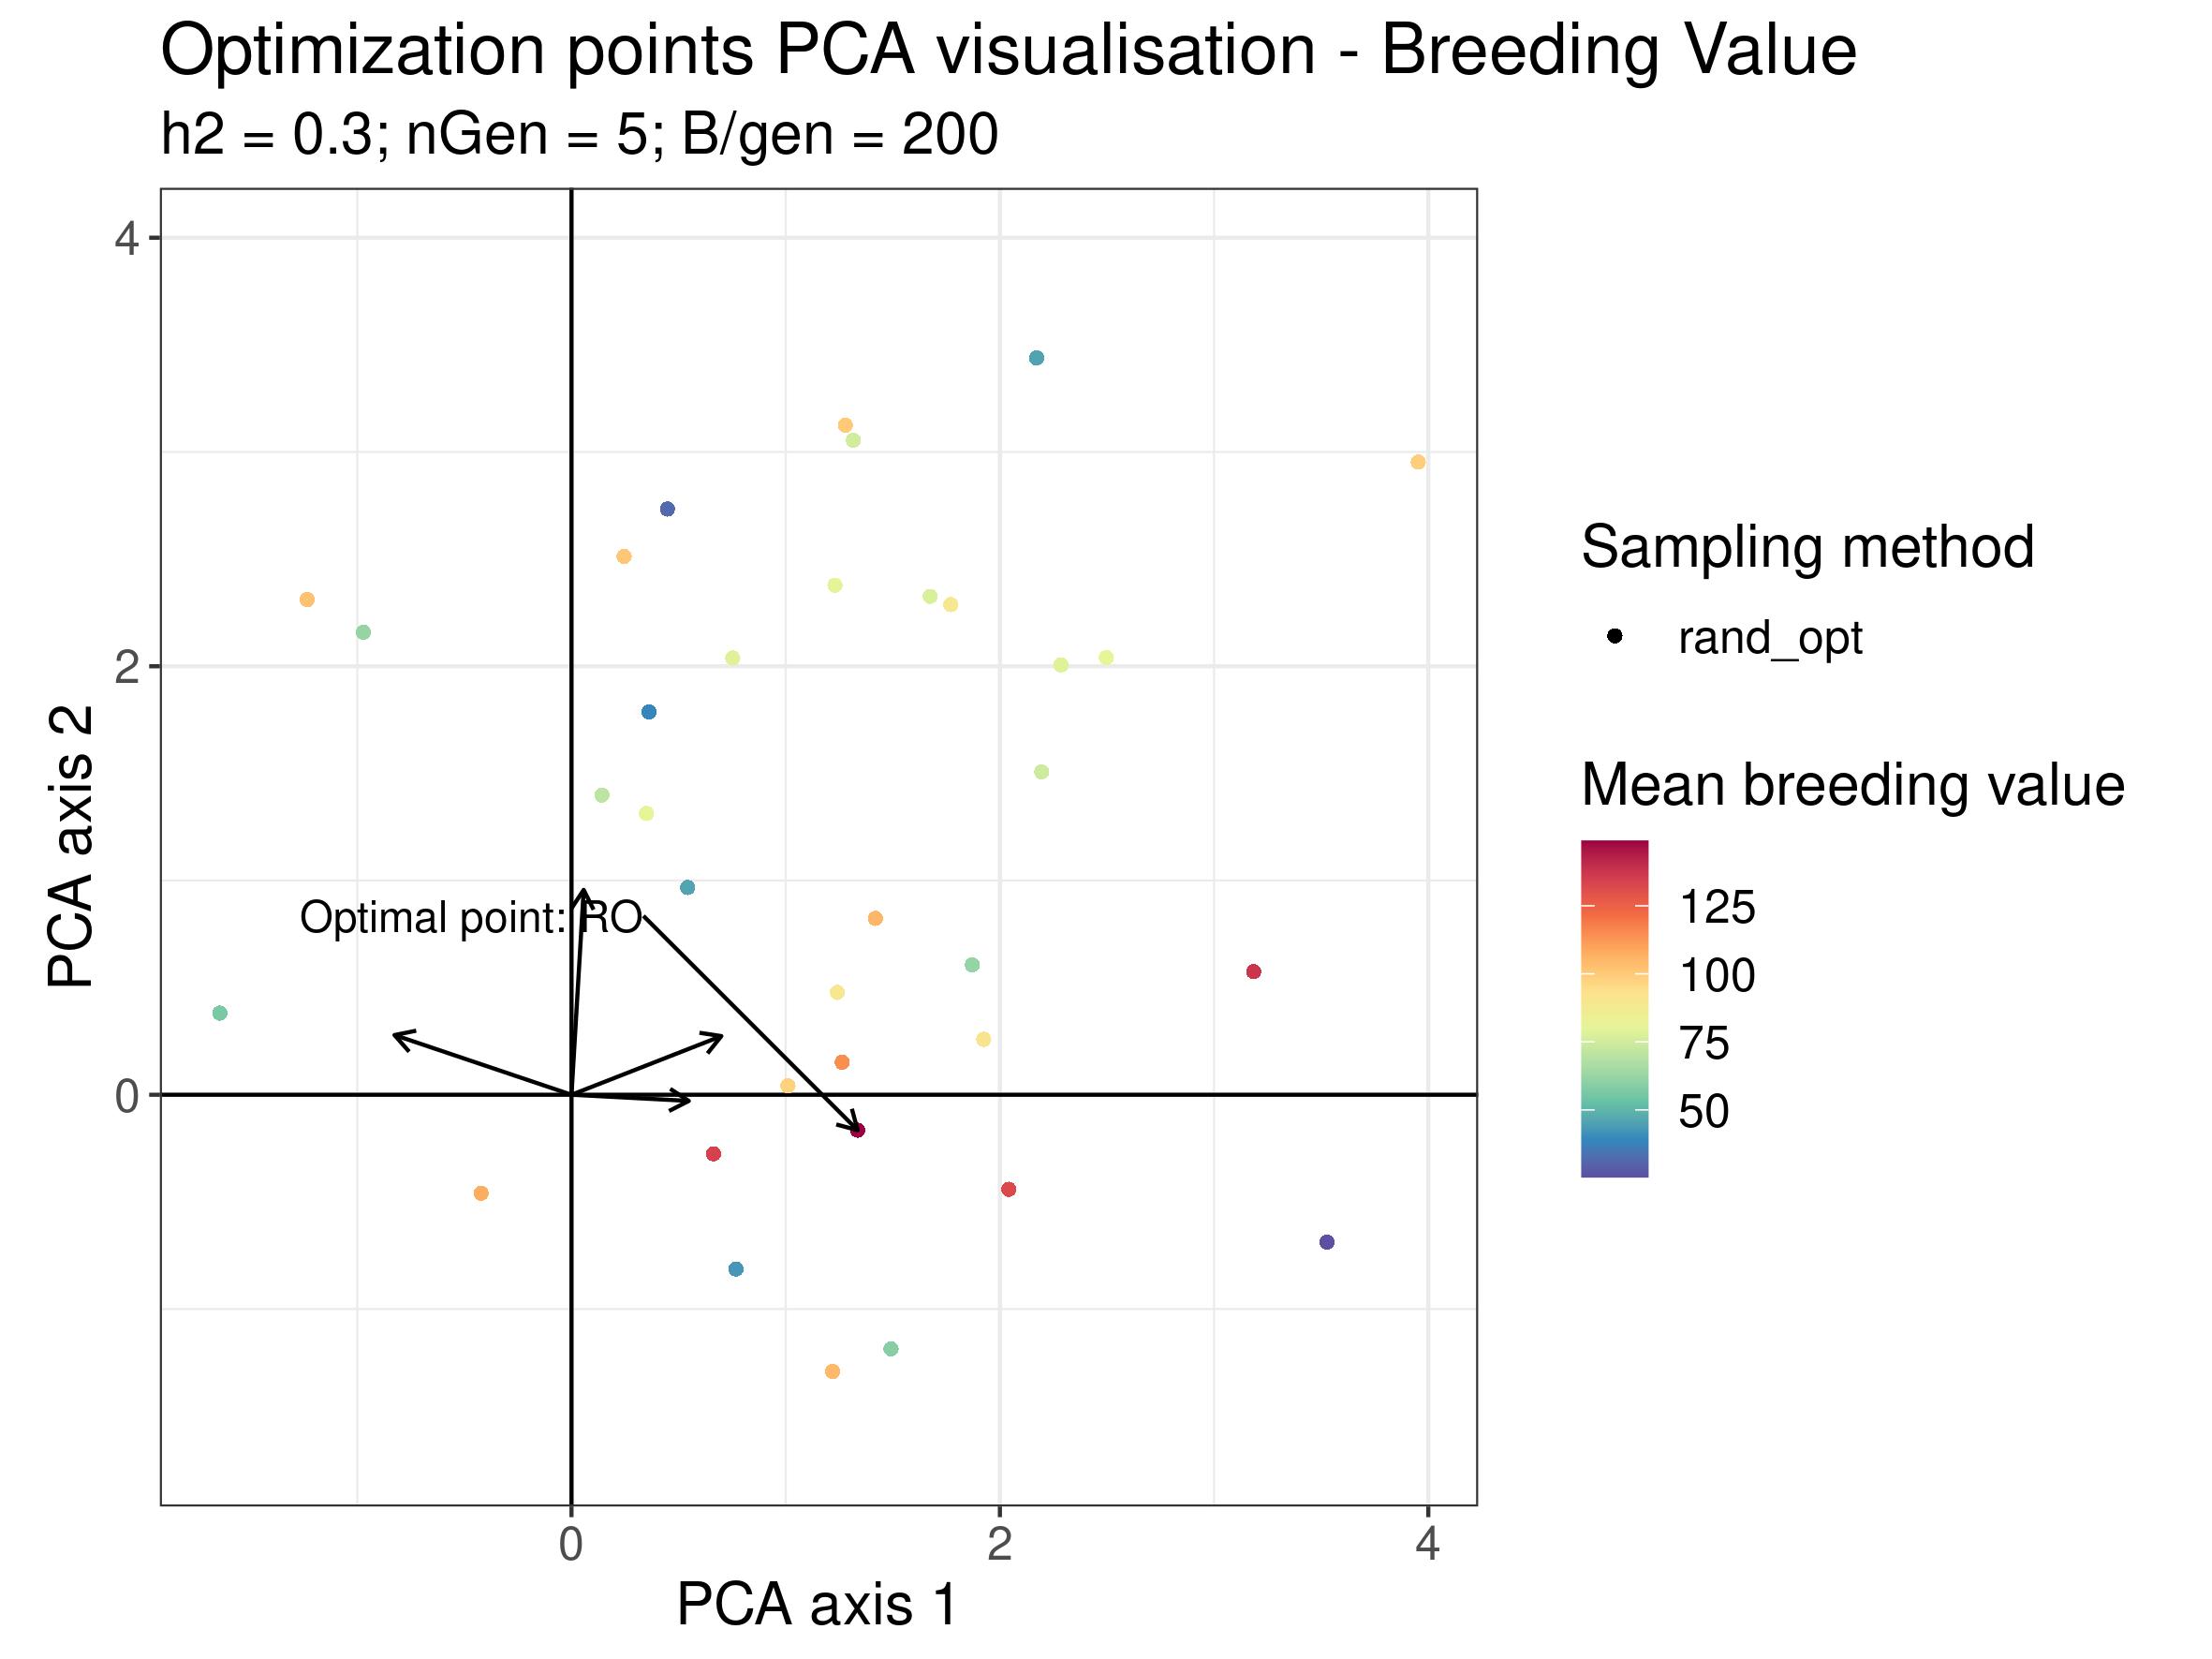 Optimization points PCA visualisation - Breeding Value
h2 = 0.3; nGen = 5; B/gen = 200
4
2
0
PCA axis 2
Optimal point: RO
0
2
4
PCA axis 1
Sampling method
rand_opt
Mean breeding value
125
100
75
50